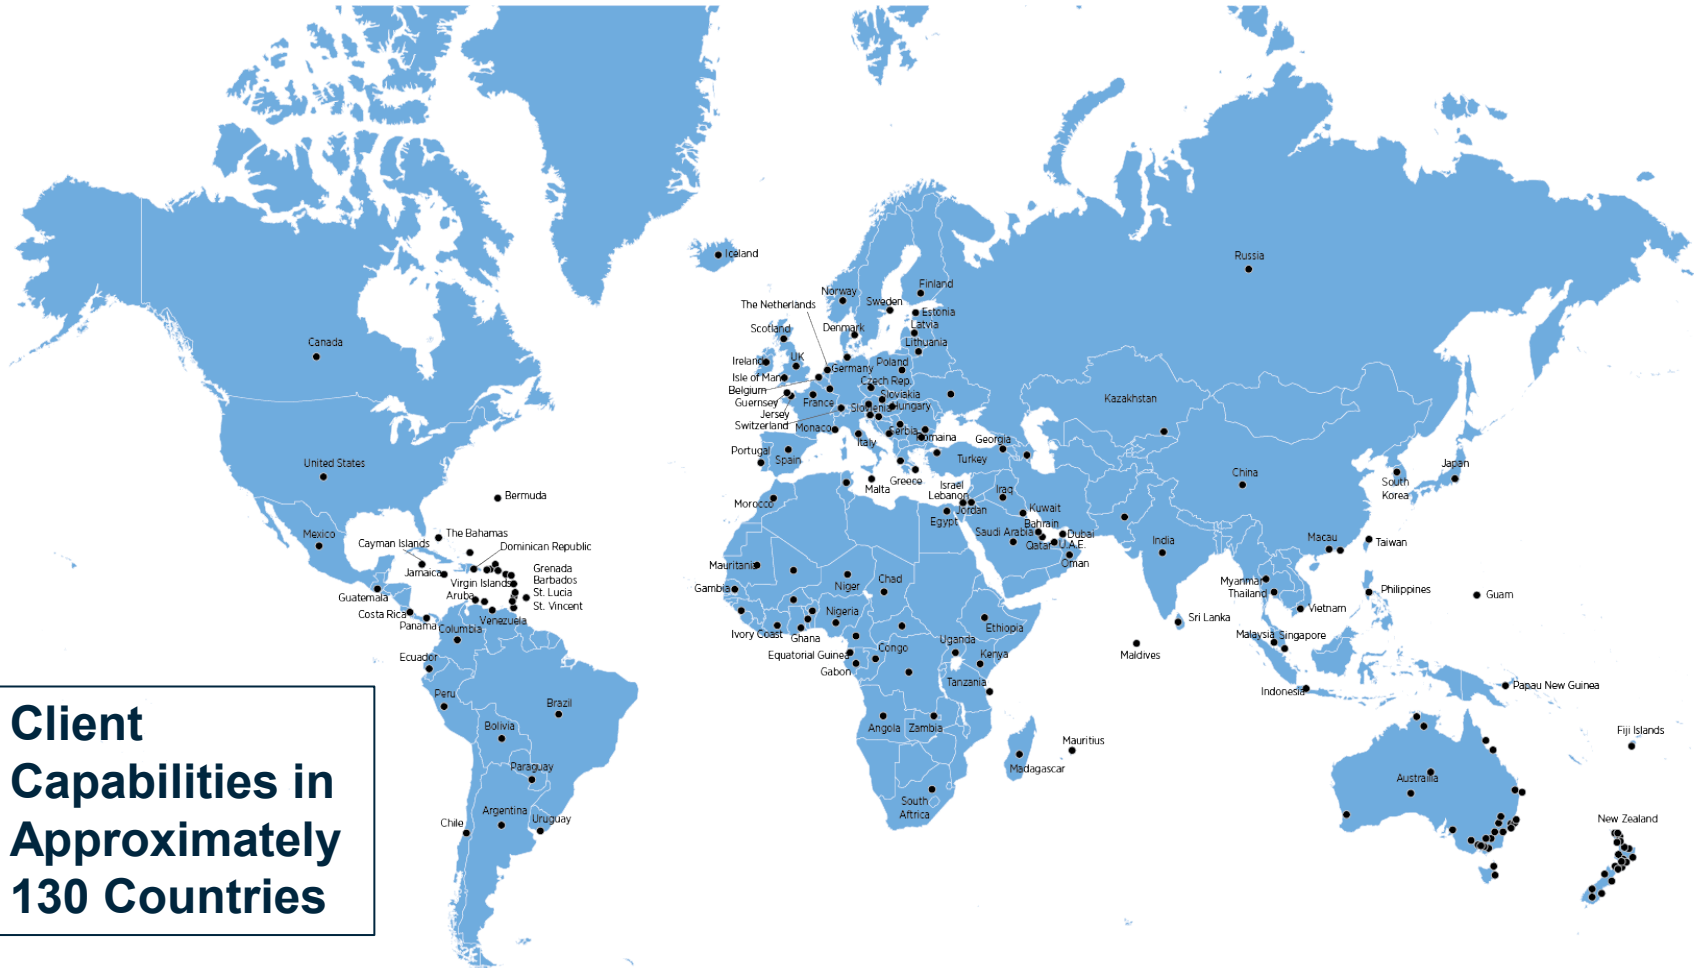 Iceland
Russia
Finland
Norway
Sweden
The Netherlands
Estonia
Latvia
Denmark
Scotland
Lithuania
Canada
Ireland
UK
Poland
Germany
Isle of Man
Czech Rep.
Belgium
Sloviakia
Kazakhstan
Guernsey
France
Slovenia
Hungary
Jersey
Switzerland
Monaco
Serbia
Romaina
Italy
Georgia
Portugal
Spain
Turkey
United States
China
Japan
Greece
South
Korea
Malta
Israel
Iraq
Bermuda
Lebanon
Morocco
Jordan
Kuwait
Egypt
Bahrain
Mexico
The Bahamas
Saudi Arabia
Dubai
Cayman Islands
Dominican Republic
Qatar
U.A.E.
India
Macau
Taiwan
Oman
Jamaica
Grenada
Mauritania
Virgin Islands
Barbados
Chad
Myanmar
Niger
Gambia
St. Lucia
Thailand
Philippines
Guatemala
Aruba
Guam
St. Vincent
Vietnam
Costa Rica
Venezuela
Nigeria
Sri Lanka
Panama
Columbia
Ivory Coast
Ghana
Ethiopia
Malaysia
Singapore
Uganda
Equatorial Guinea
Congo
Kenya
Maldives
Ecuador
Gabon
Tanzania
Indonesia
Papau New Guinea
Peru
Brazil
Bolivia
Angola
Zambia
Fiji Islands
Mauritius
Paraguay
Madagascar
Australia
South
Aftrica
Argentina
Chile
Uruguay
New Zealand
Client
Capabilities in
Approximately
130 Countries